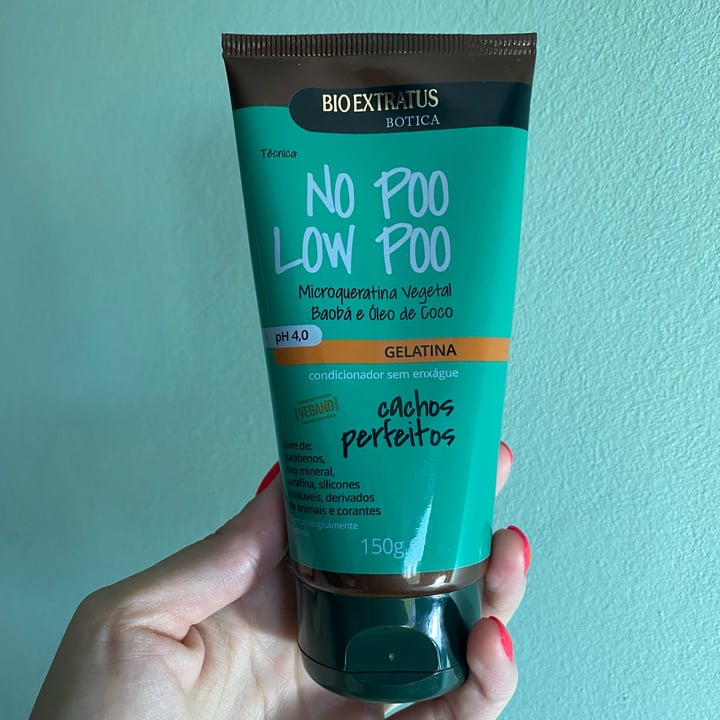 BIO EXTRATUS
BOTICA
Técnica:
NO POO
LOW POO
Microqueratina Vegetal
Baobá e Óleo de Coco
pH 4,0
GELATINA
condicionador sem enxágue
VEGANO
cachos
perfeitos
Livre de:
parabenos,
óleo mineral,
parafina, silicones
insolúveis, derivados
de animais e corantes
Dermatologicamente
150g